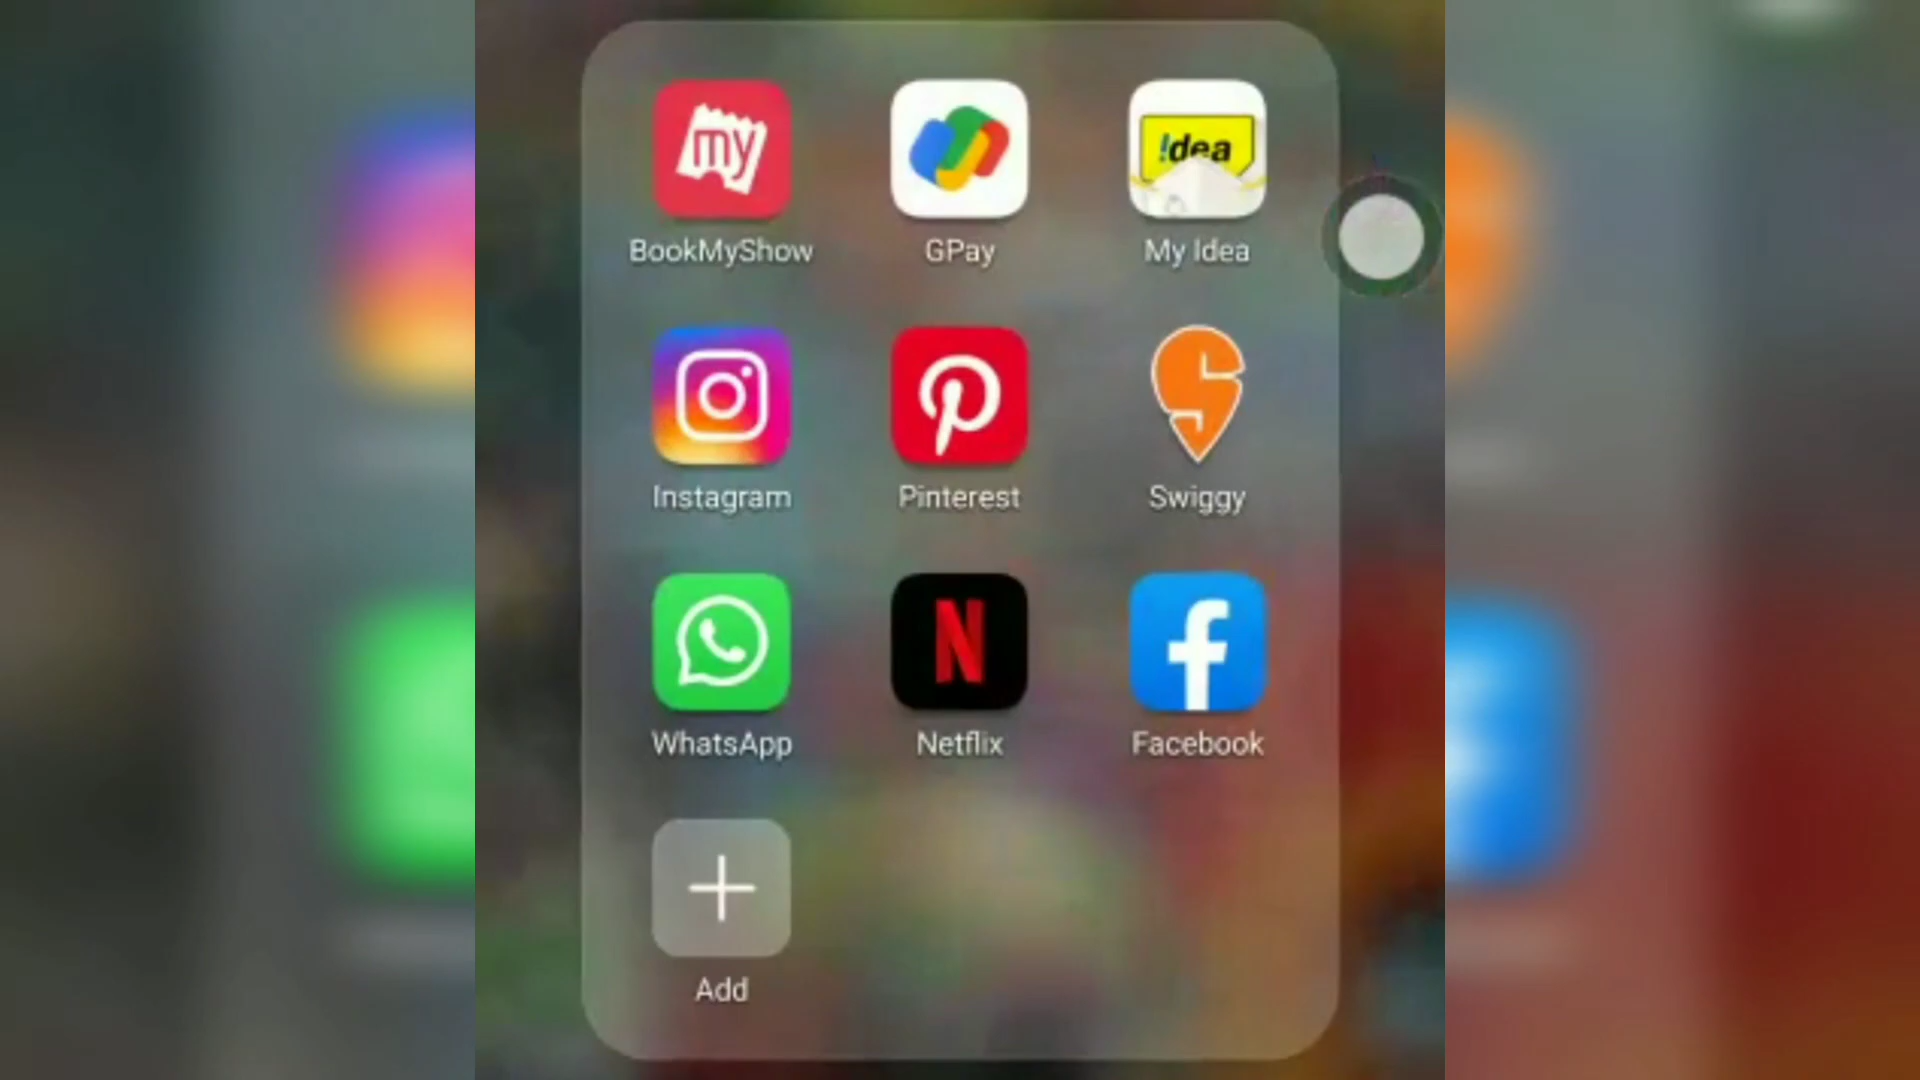 my
!dea
BookMyShow
GPay
My Idea
Instagram
Pinterest
Swiggy
N
f
WhatsApp
Netflix
Facebook
Add